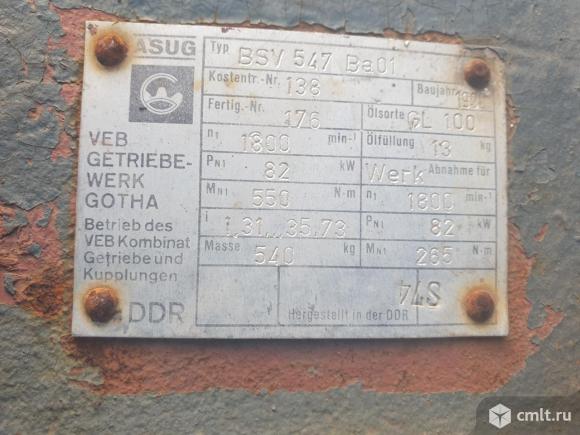 ASUG
VEB
GETRIEBE-
WERK
GOTHA
Betrieb des
VEB Kombinat
Getriebe und
Kupplungen
DDR
Typ BSV 547 Ba01
Kostentr.-Nr. 138 Baujahr
Fertig.-Nr. 176 Ölsorte GL 100
n1 1800 min-1 Ölfüllung 13 kg
PN1 82 kW Werk Abnahme für
MN1 550 N·m n1 1800 min-1
i 1,31...35,73 PN1 82 kW
Masse 540 kg MN1 265 N·m
S74
Hergestellt in der DDR
cmlt.ru